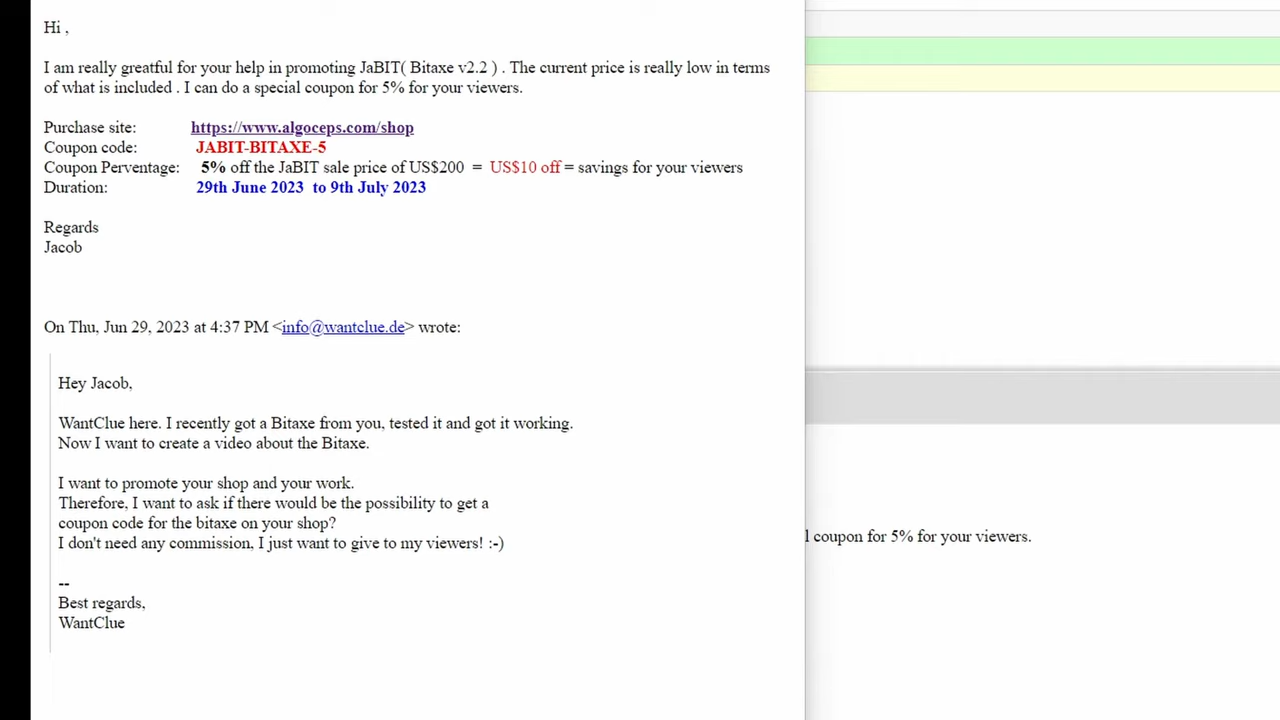 Hi ,
I am really greatful for your help in promoting JaBIT( Bitaxe v2.2 ) . The current price is really low in terms
of what is included . I can do a special coupon for 5% for your viewers.
Purchase site: https://www.algoceps.com/shop
Coupon code: JABIT-BITAXE-5
Coupon Perventage: 5% off the JaBIT sale price of US$200 = US$10 off = savings for your viewers
Duration: 29th June 2023 to 9th July 2023
Regards
Jacob
On Thu, Jun 29, 2023 at 4:37 PM <info@wantclue.de> wrote:
Hey Jacob,
WantClue here. I recently got a Bitaxe from you, tested it and got it working.
Now I want to create a video about the Bitaxe.
I want to promote your shop and your work.
Therefore, I want to ask if there would be the possibility to get a
coupon code for the bitaxe on your shop?
I don't need any commission, I just want to give to my viewers! :-)
--
Best regards,
WantClue
l coupon for 5% for your viewers.